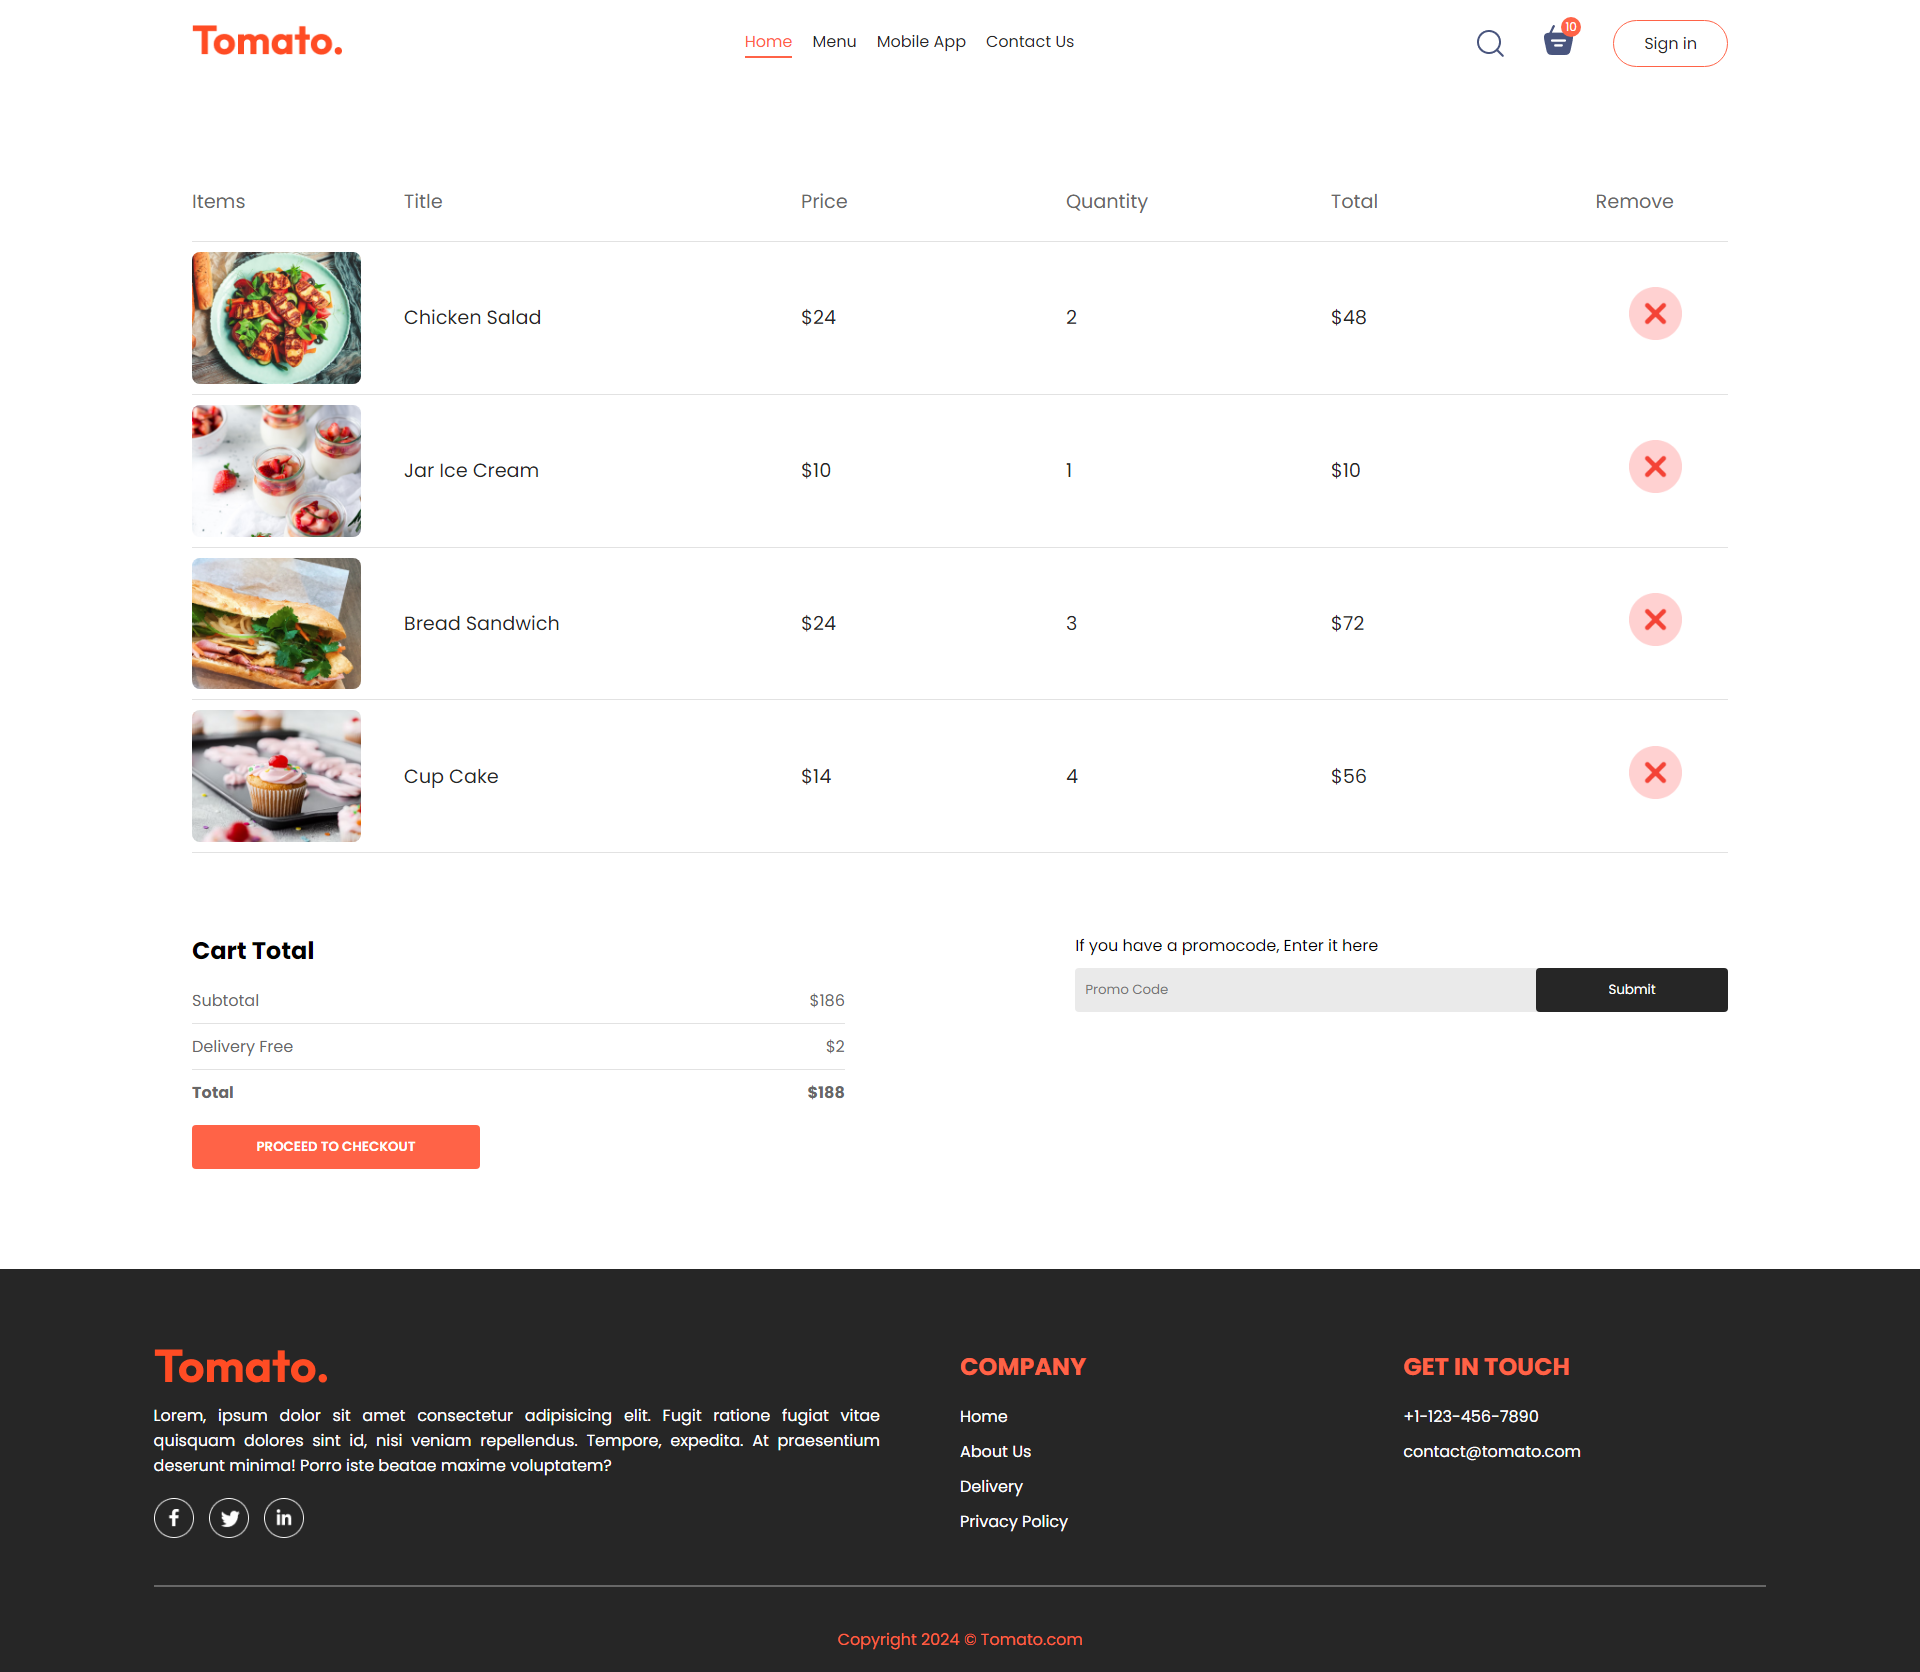 Tomato.
Home Menu Mobile App Contact Us
10
Sign in
Items Title Price Quantity Total Remove
Chicken Salad $24 2 $48
Jar Ice Cream $10 1 $10
Bread Sandwich $24 3 $72
Cup Cake $14 4 $56
Cart Total
Subtotal $186
Delivery Free $2
Total $188
PROCEED TO CHECKOUT
If you have a promocode, Enter it here
Promo Code Submit
Tomato.
Lorem, ipsum dolor sit amet consectetur adipisicing elit. Fugit ratione fugiat vitae
quisquam dolores sint id, nisi veniam repellendus. Tempore, expedita. At praesentium
deserunt minima! Porro iste beatae maxime voluptatem?
COMPANY
Home
About Us
Delivery
Privacy Policy
GET IN TOUCH
+1-123-456-7890
contact@tomato.com
Copyright 2024 © Tomato.com